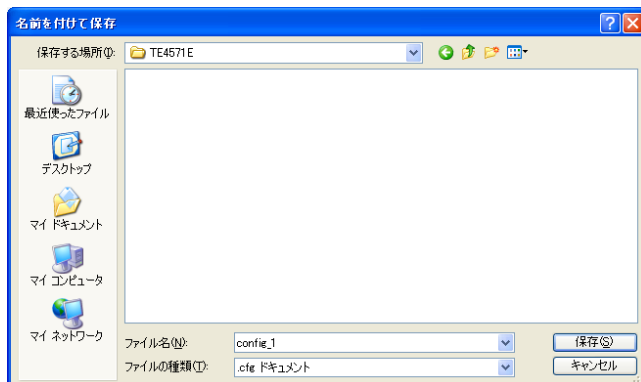 名前を付けて保存
保存する場所(I):
TE4571E
最近使ったファイル
デスクトップ
マイ ドキュメント
マイ コンピュータ
マイ ネットワーク
ファイル名(N):
config_1
保存(S)
ファイルの種類(T):
.cfg ドキュメント
キャンセル